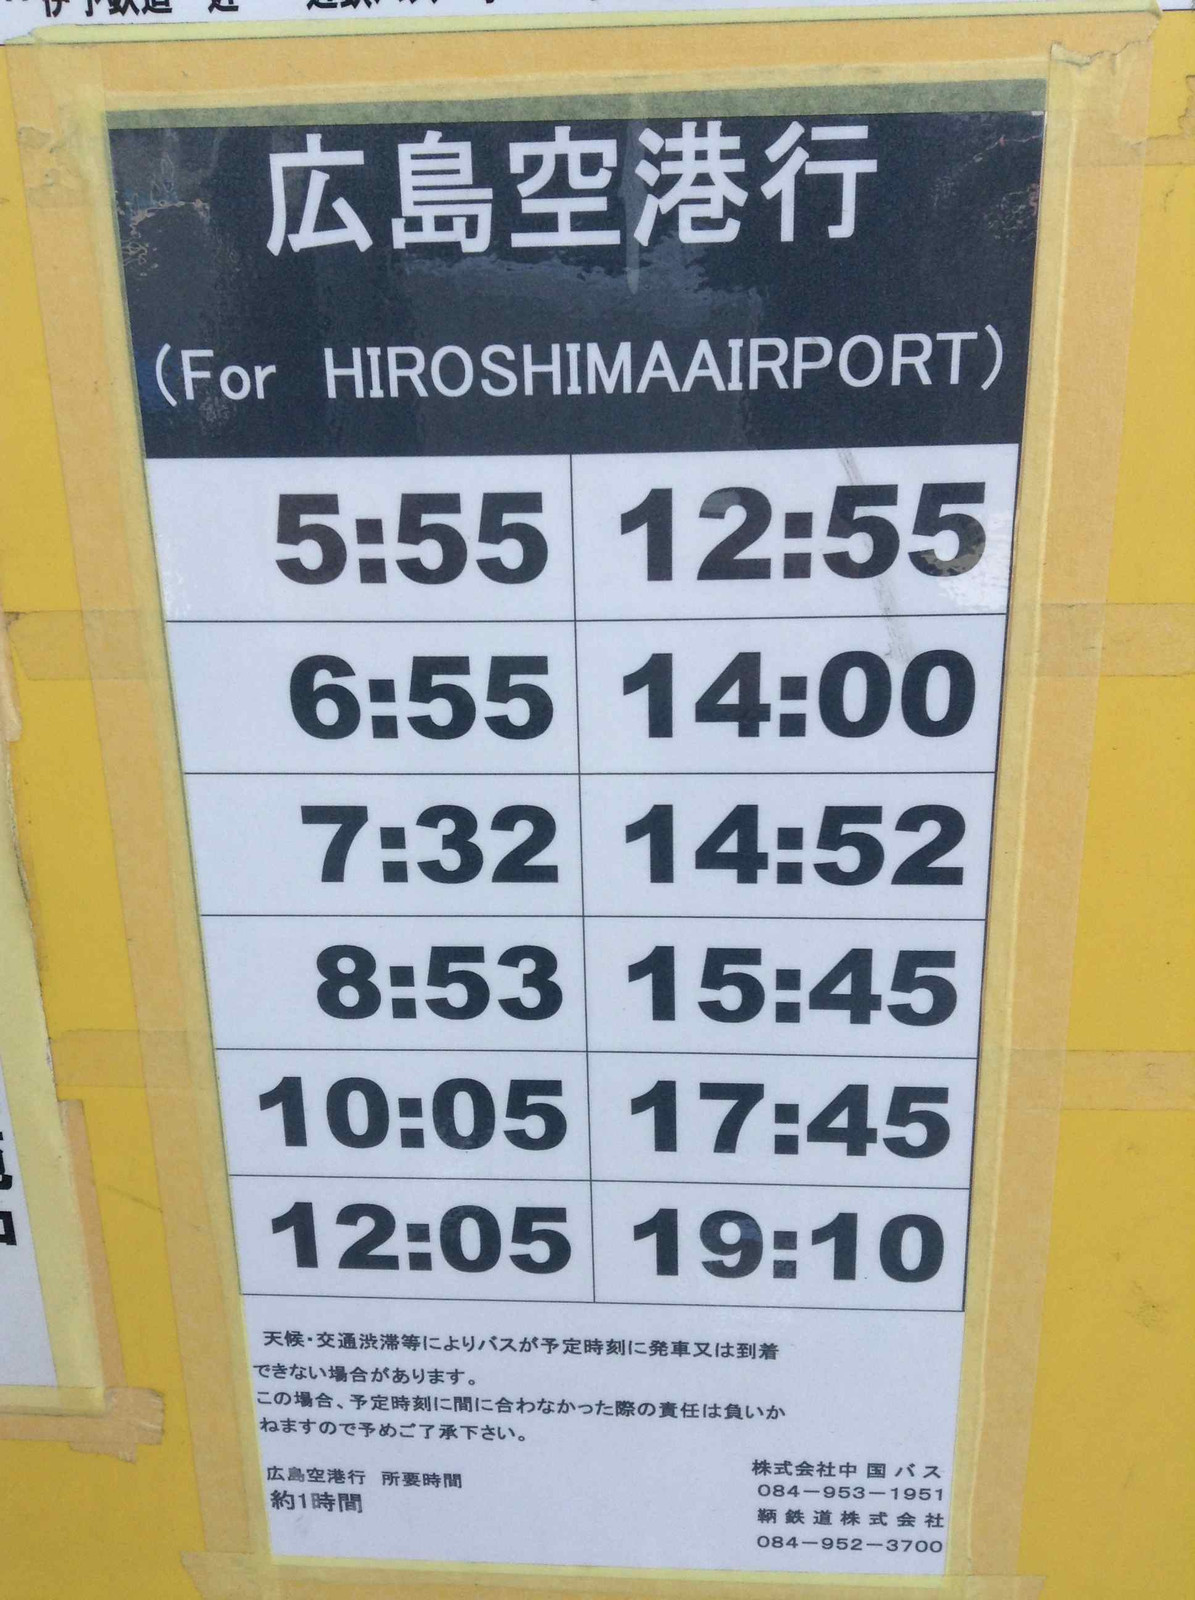 広島空港行
(For HIROSHIMAAIRPORT)
5:55 12:55
6:55 14:00
7:32 14:52
8:53 15:45
10:05 17:45
12:05 19:10
天候・交通渋滞等によりバスが予定時刻に発車又は到着
できない場合があります。
この場合、予定時刻に間に合わなかった際の責任は負いか
ねますので予めご了承下さい。
広島空港行 所要時間
約1時間
株式会社中国バス
084-953-1951
鞆鉄道株式会社
084-952-3700